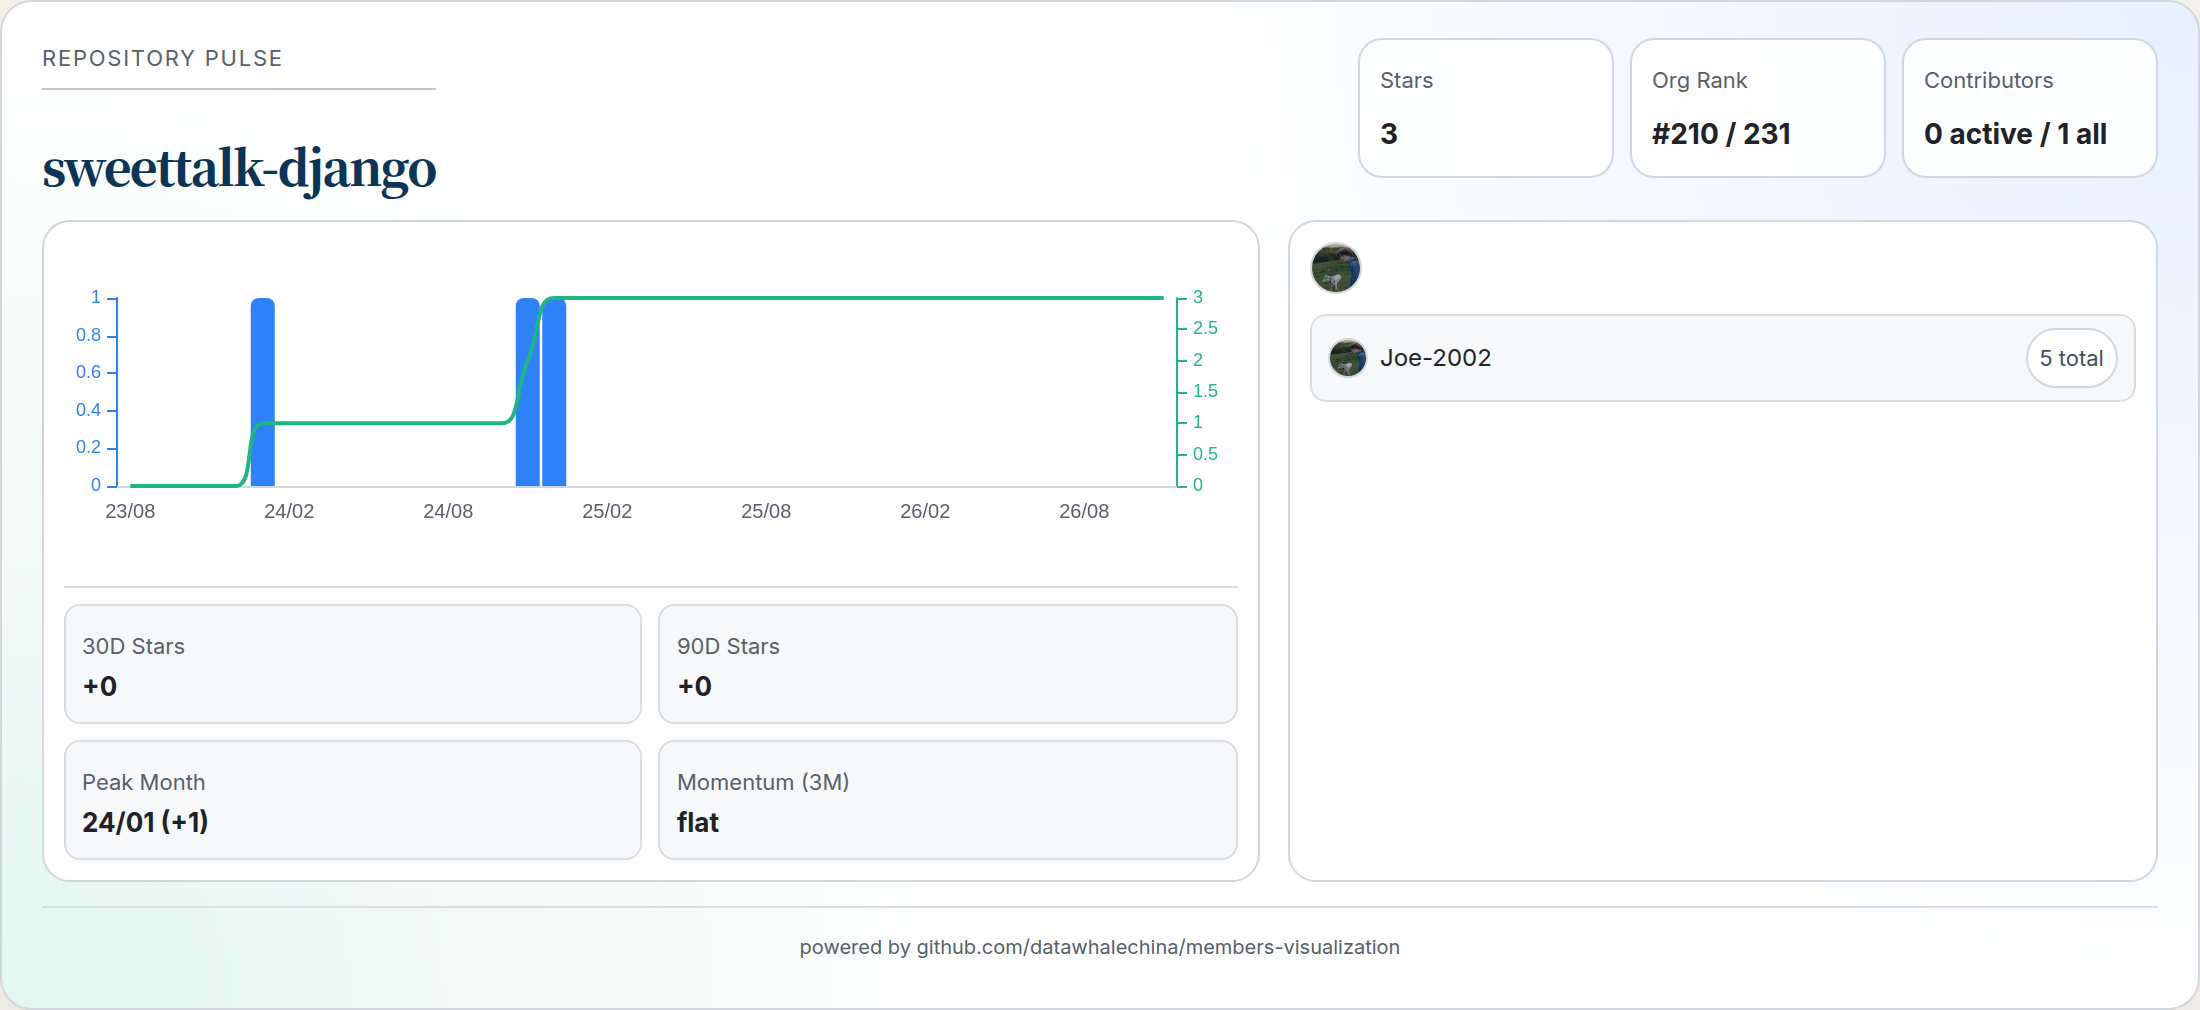 REPOSITORY PULSE
sweettalk-django
Stars
3
Org Rank
#210 / 231
Contributors
0 active / 1 all
1
0.8
0.6
0.4
0.2
0
3
2.5
2
1.5
1
0.5
0
23/08
24/02
24/08
25/02
25/08
26/02
26/08
30D Stars
+0
90D Stars
+0
Peak Month
24/01 (+1)
Momentum (3M)
flat
Joe-2002
5 total
powered by github.com/datawhalechina/members-visualization